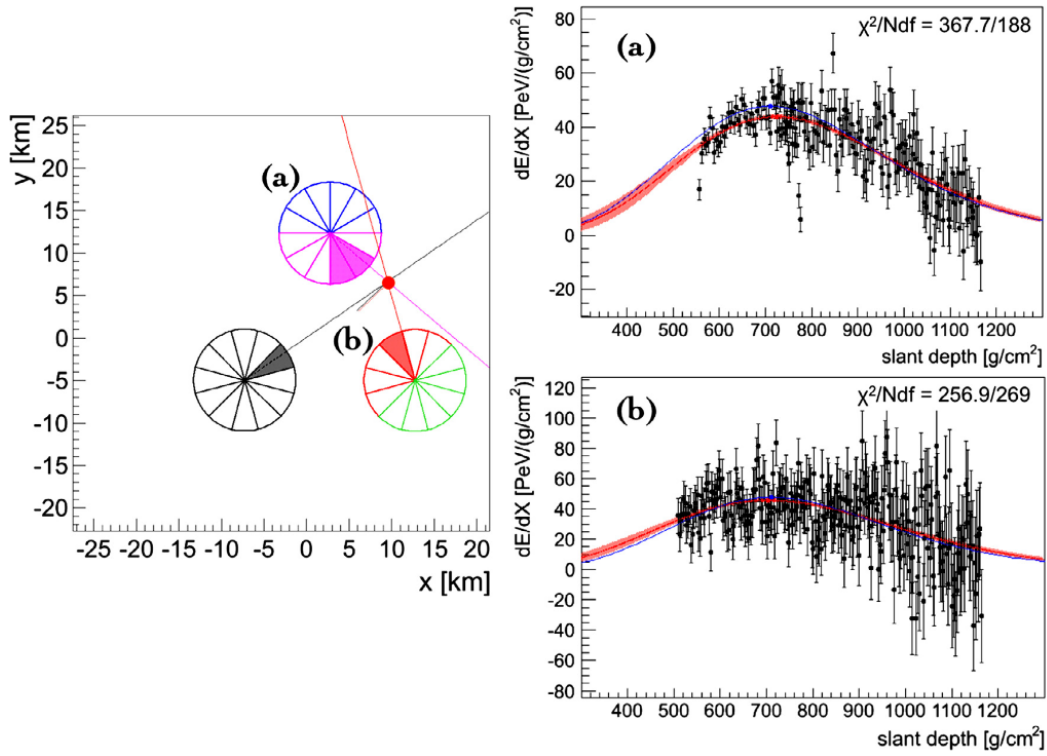 y [km]
25
20
15
10
5
0
-5
-10
-15
-20
-25 -20 -15 -10 -5 0 5 10 15 20
x [km]
(a)
(b)
dE/dX [PeV/(g/cm²)]
(a)
χ²/Ndf = 367.7/188
80
60
40
20
0
-20
400 500 600 700 800 900 1000 1100 1200
slant depth [g/cm²]
dE/dX [PeV/(g/cm²)]
(b)
χ²/Ndf = 256.9/269
120
100
80
60
40
20
0
-20
-40
-60
-80
400 500 600 700 800 900 1000 1100 1200
slant depth [g/cm²]